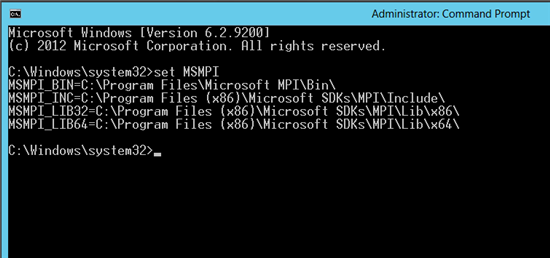 Administrator: Command Prompt
Microsoft Windows [Version 6.2.9200]
(c) 2012 Microsoft Corporation. All rights reserved.
C:\Windows\system32>set MSMPI
MSMPI_BIN=C:\Program Files\Microsoft MPI\Bin\
MSMPI_INC=C:\Program Files (x86)\Microsoft SDKs\MPI\Include\
MSMPI_LIB32=C:\Program Files (x86)\Microsoft SDKs\MPI\Lib\x86\
MSMPI_LIB64=C:\Program Files (x86)\Microsoft SDKs\MPI\Lib\x64\
C:\Windows\system32>_